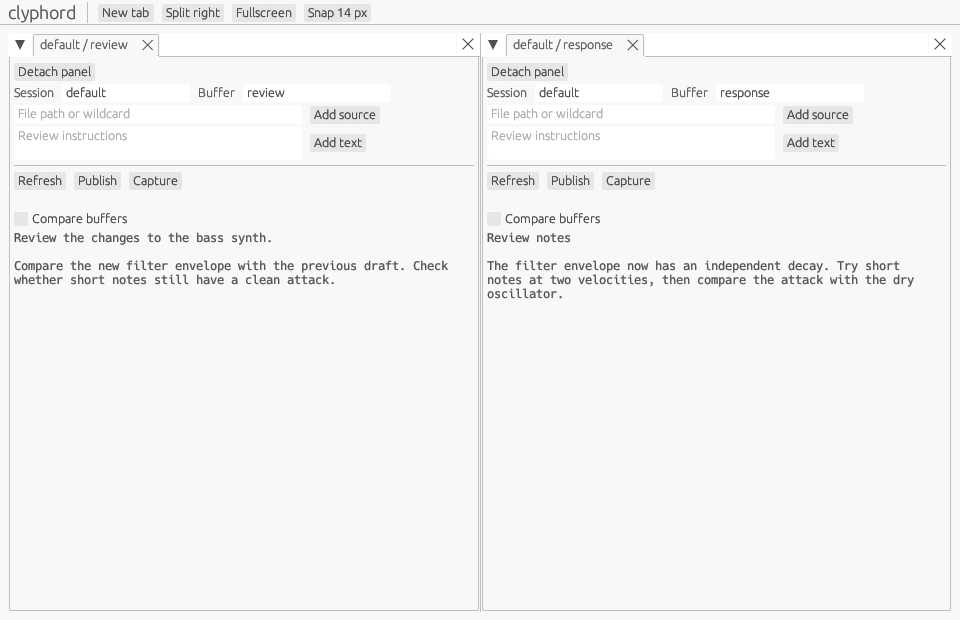 clyphord New tab Split right Fullscreen Snap 14 px
default / review
Detach panel
Session default Buffer review
File path or wildcard Add source
Review instructions Add text
Refresh Publish Capture
Compare buffers
Review the changes to the bass synth.
Compare the new filter envelope with the previous draft. Check
whether short notes still have a clean attack.
default / response
Detach panel
Session default Buffer response
File path or wildcard Add source
Review instructions Add text
Refresh Publish Capture
Compare buffers
Review notes
The filter envelope now has an independent decay. Try short
notes at two velocities, then compare the attack with the dry
oscillator.